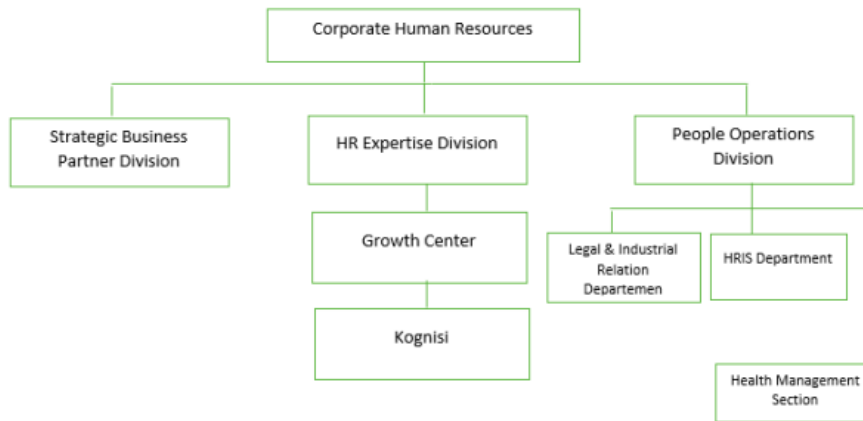 Corporate Human Resources
Strategic Business
Partner Division
HR Expertise Division
People Operations
Division
Growth Center
Legal & Industrial
Relation
Departemen
HRIS Department
Kognisi
Health Management
Section